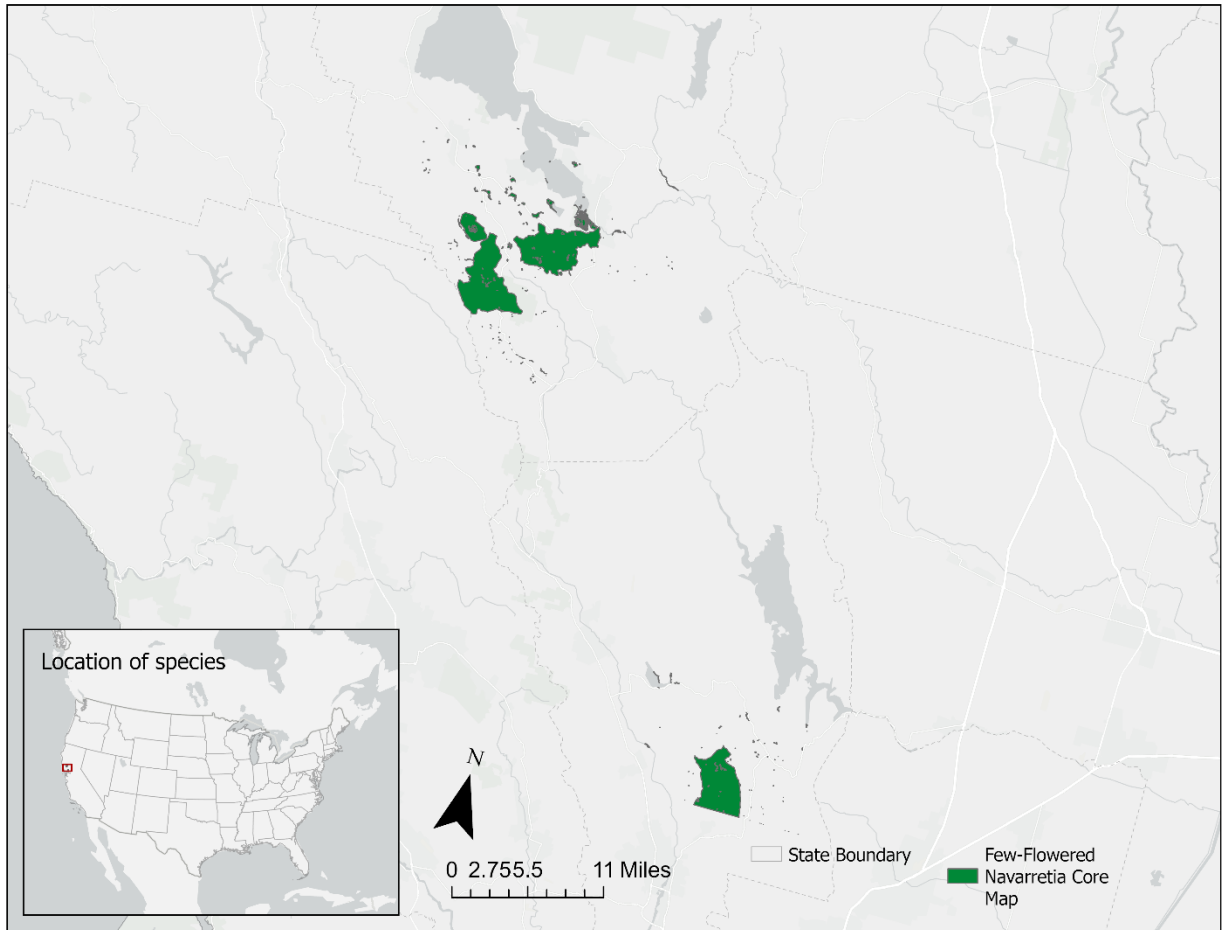 Location of species
N
0 2.755.5 11 Miles
State Boundary
Few-Flowered
Navarretia Core
Map